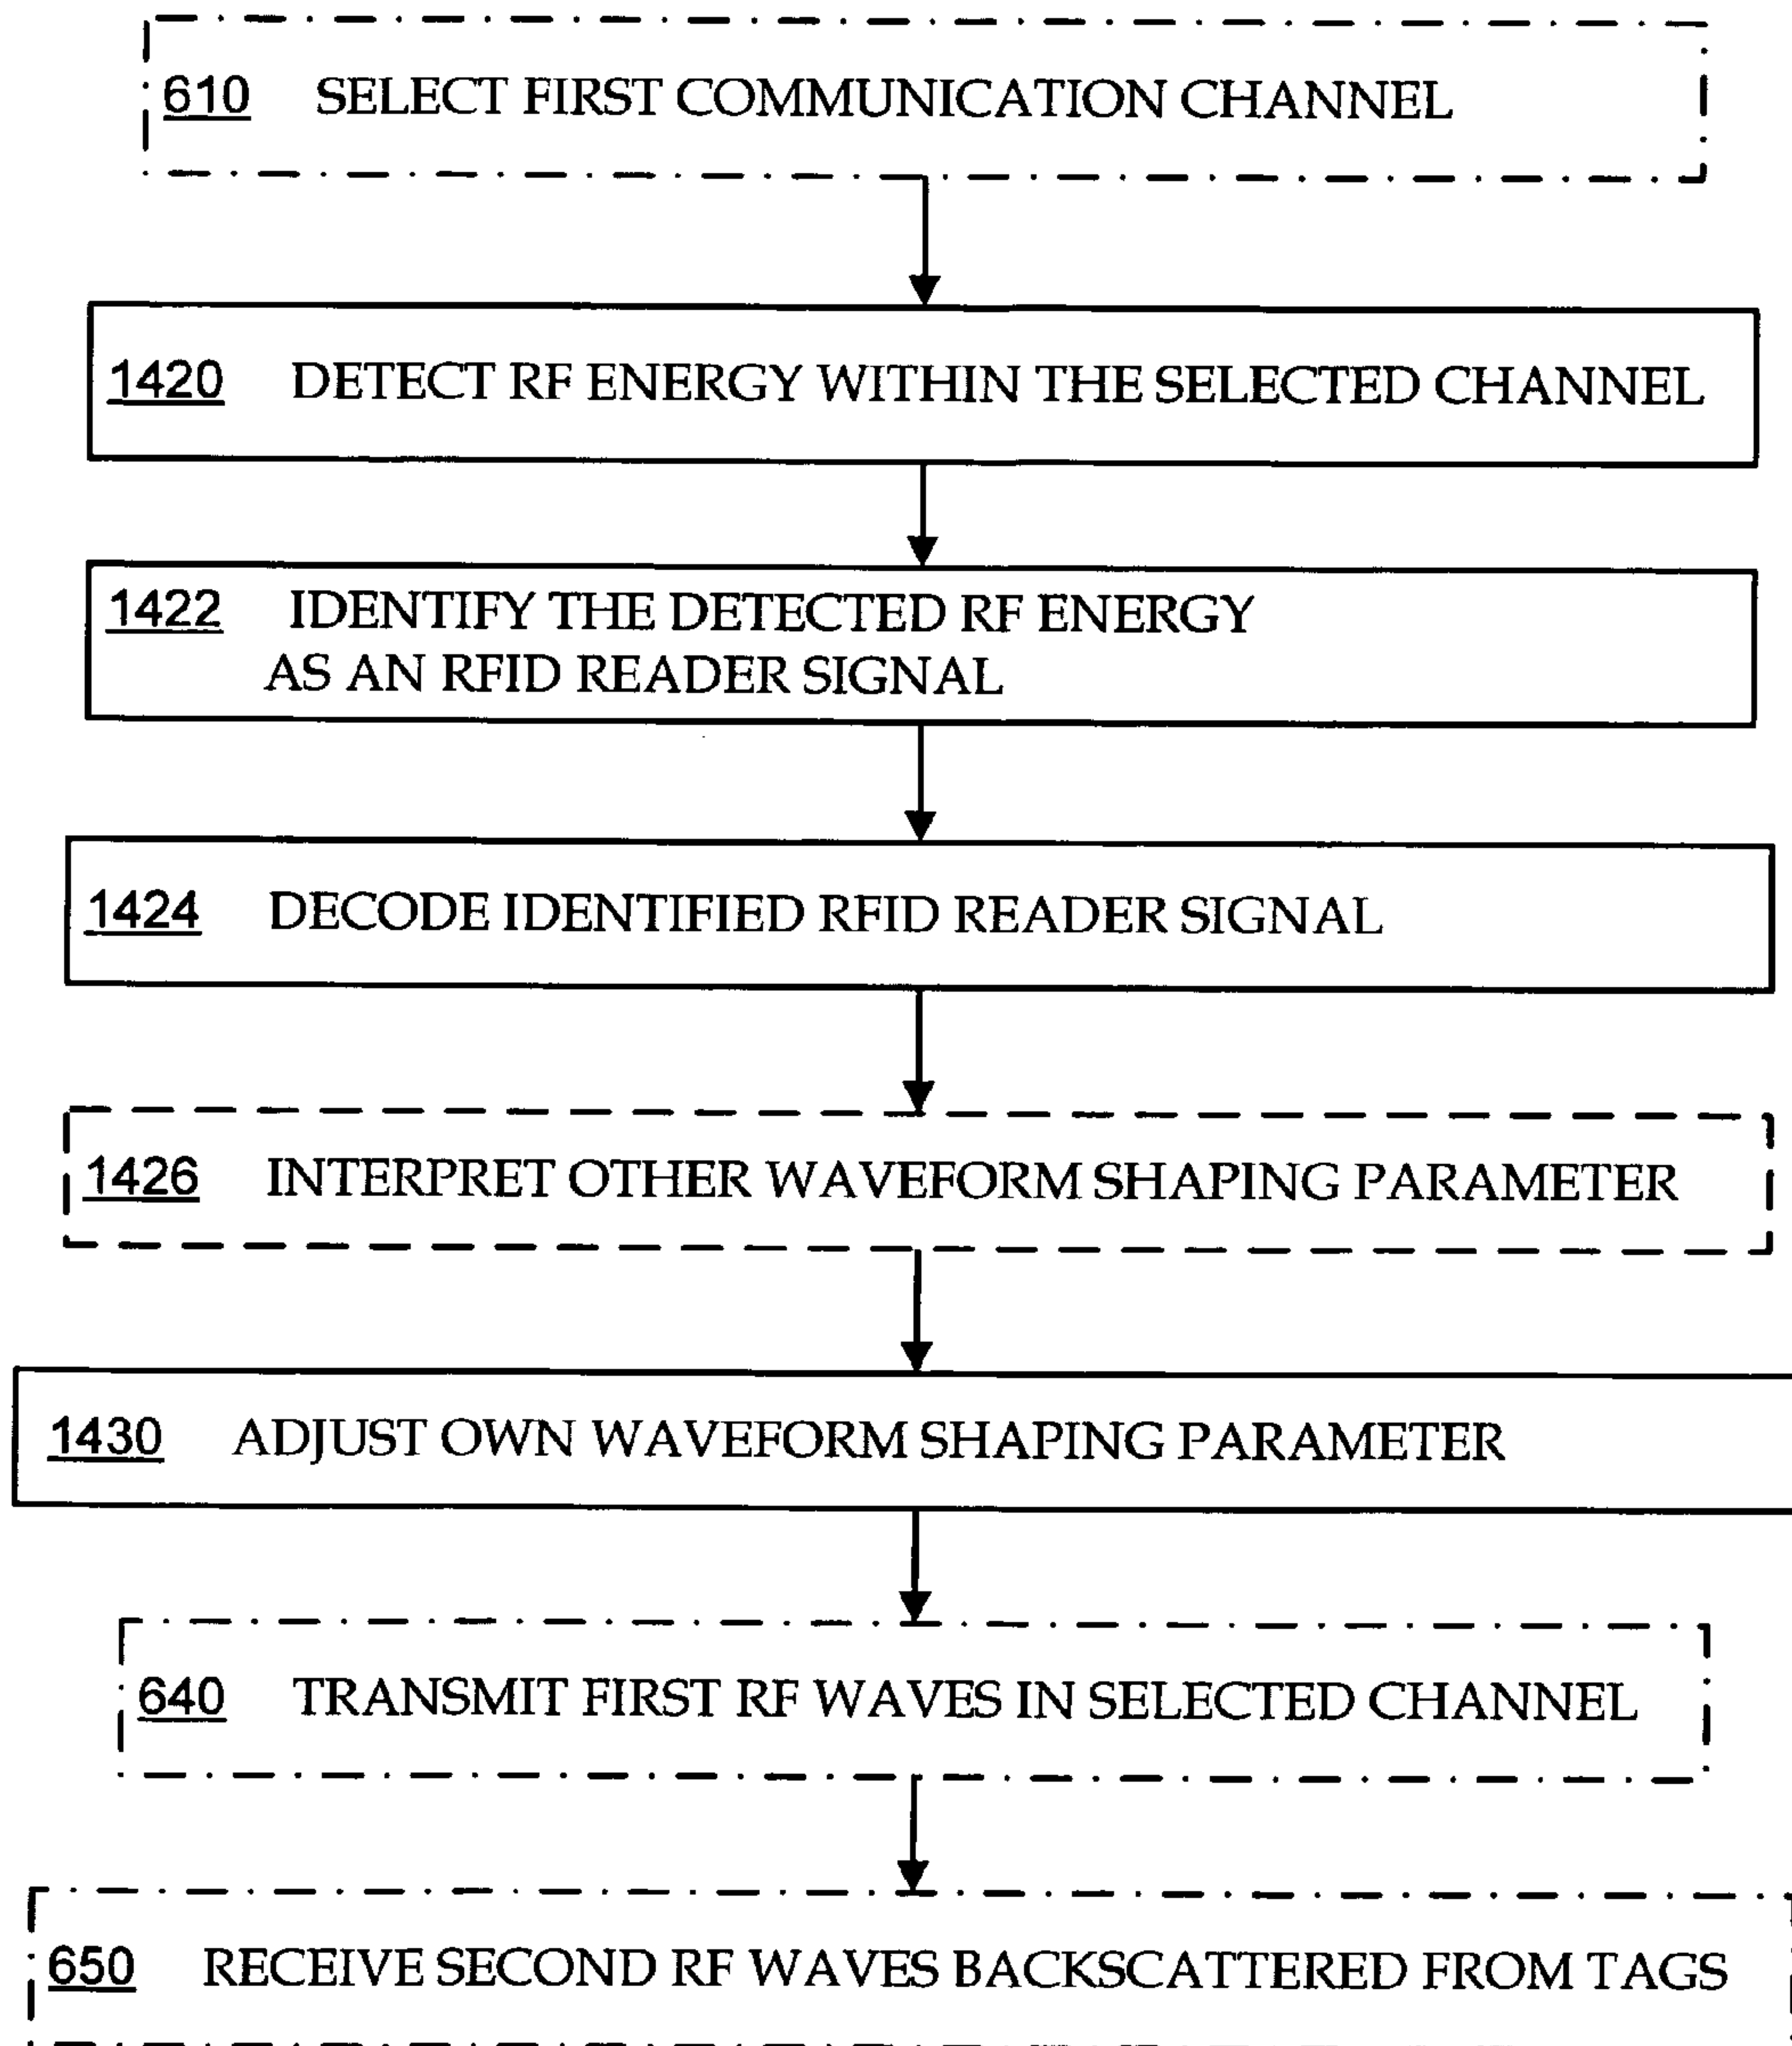 610 SELECT FIRST COMMUNICATION CHANNEL
1420 DETECT RF ENERGY WITHIN THE SELECTED CHANNEL
1422 IDENTIFY THE DETECTED RF ENERGY
AS AN RFID READER SIGNAL
1424 DECODE IDENTIFIED RFID READER SIGNAL
1426 INTERPRET OTHER WAVEFORM SHAPING PARAMETER
1430 ADJUST OWN WAVEFORM SHAPING PARAMETER
640 TRANSMIT FIRST RF WAVES IN SELECTED CHANNEL
650 RECEIVE SECOND RF WAVES BACKSCATTERED FROM TAGS